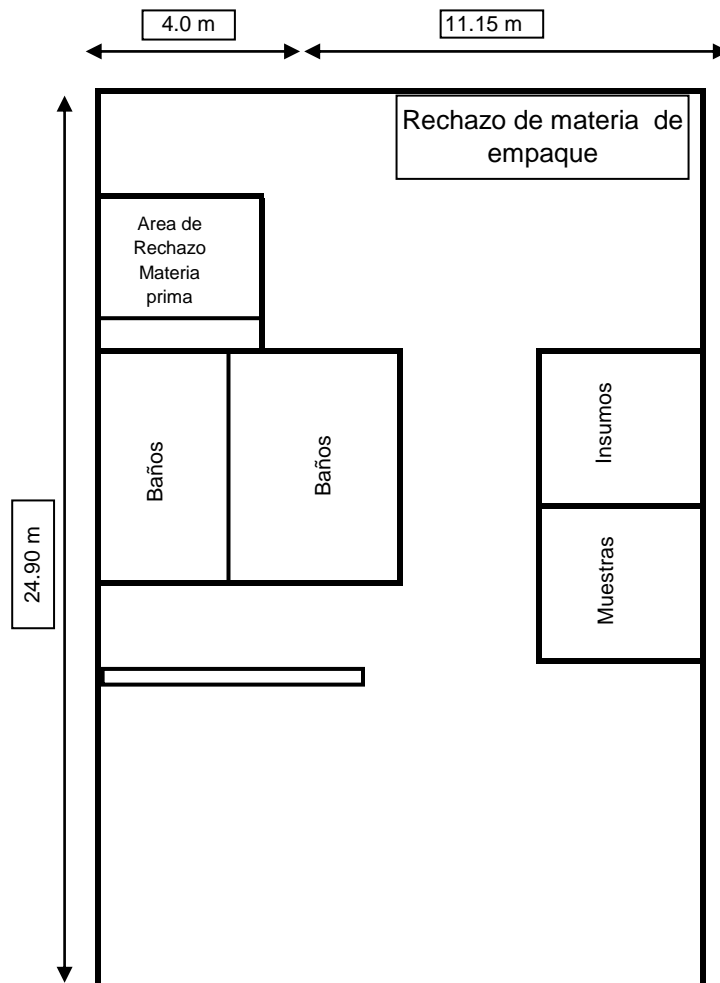 4.0 m
11.15 m
Rechazo de materia de
empaque
Area de
Rechazo
Materia
prima
Baños
Baños
Insumos
Muestras
24.90 m